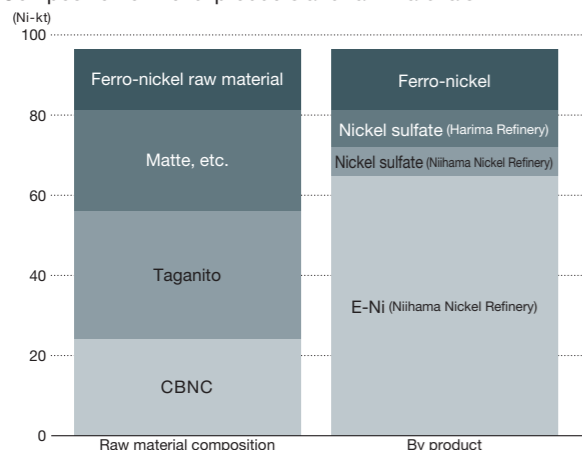 (Ni-kt)
100
80
60
40
20
0
Ferro-nickel raw material
Matte, etc.
Taganito
CBNC
Ferro-nickel
Nickel sulfate (Harima Refinery)
Nickel sulfate (Niihama Nickel Refinery)
E-Ni (Niihama Nickel Refinery)
Raw material composition
By product